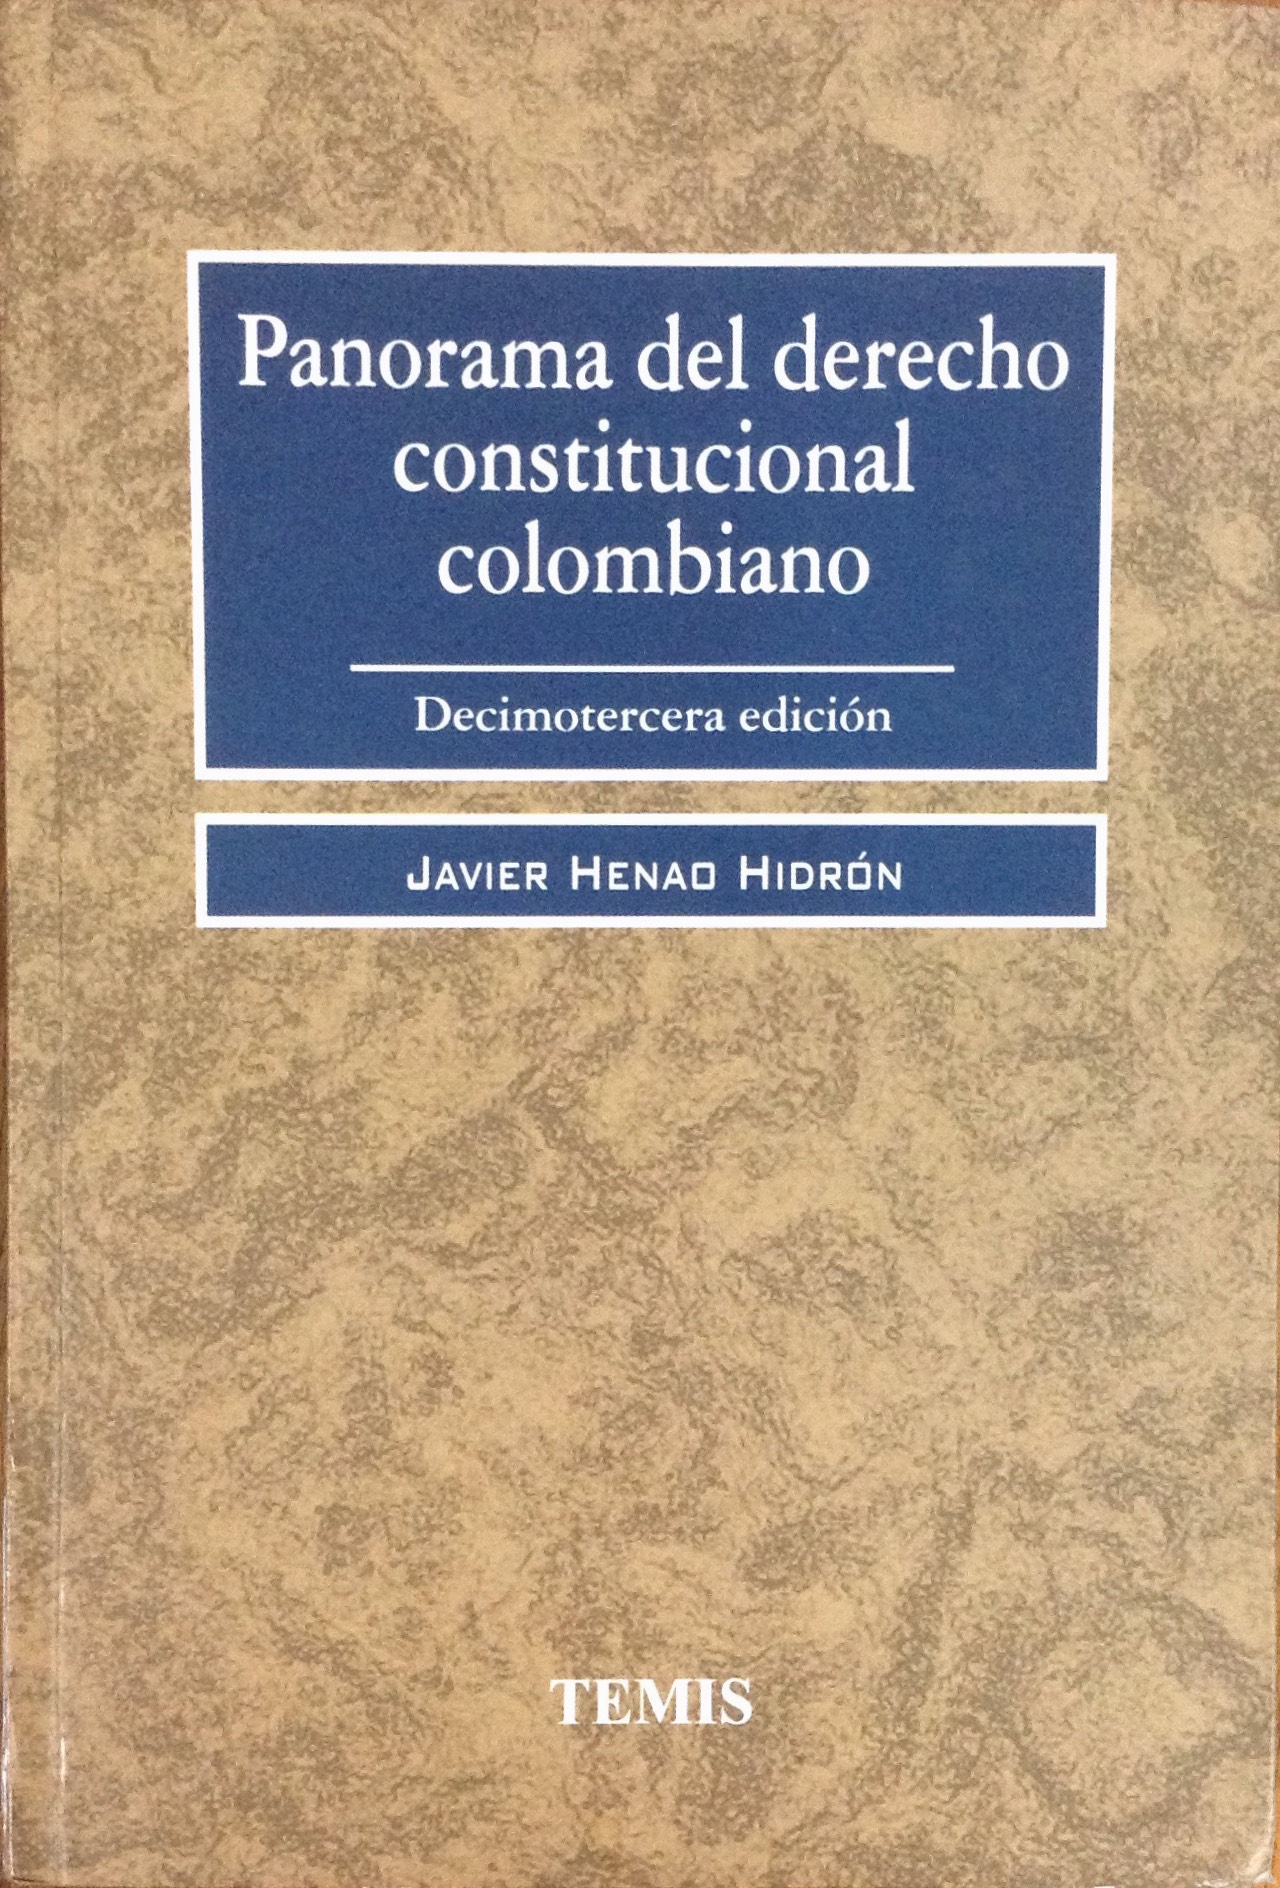 Panorama del derecho
constitucional
colombiano
Decimotercera edición
JAVIER HENAO HIDRÓN
TEMIS